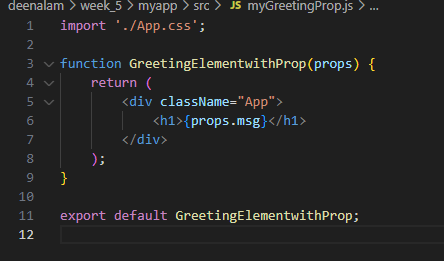 deenalam > week_5 > myapp > src > JS myGreetingProp.js > ...
1 import './App.css';
2
3 function GreetingElementwithProp(props) {
4     return (
5         <div className="App">
6             <h1>{props.msg}</h1>
7         </div>
8     );
9 }
10
11 export default GreetingElementwithProp;
12